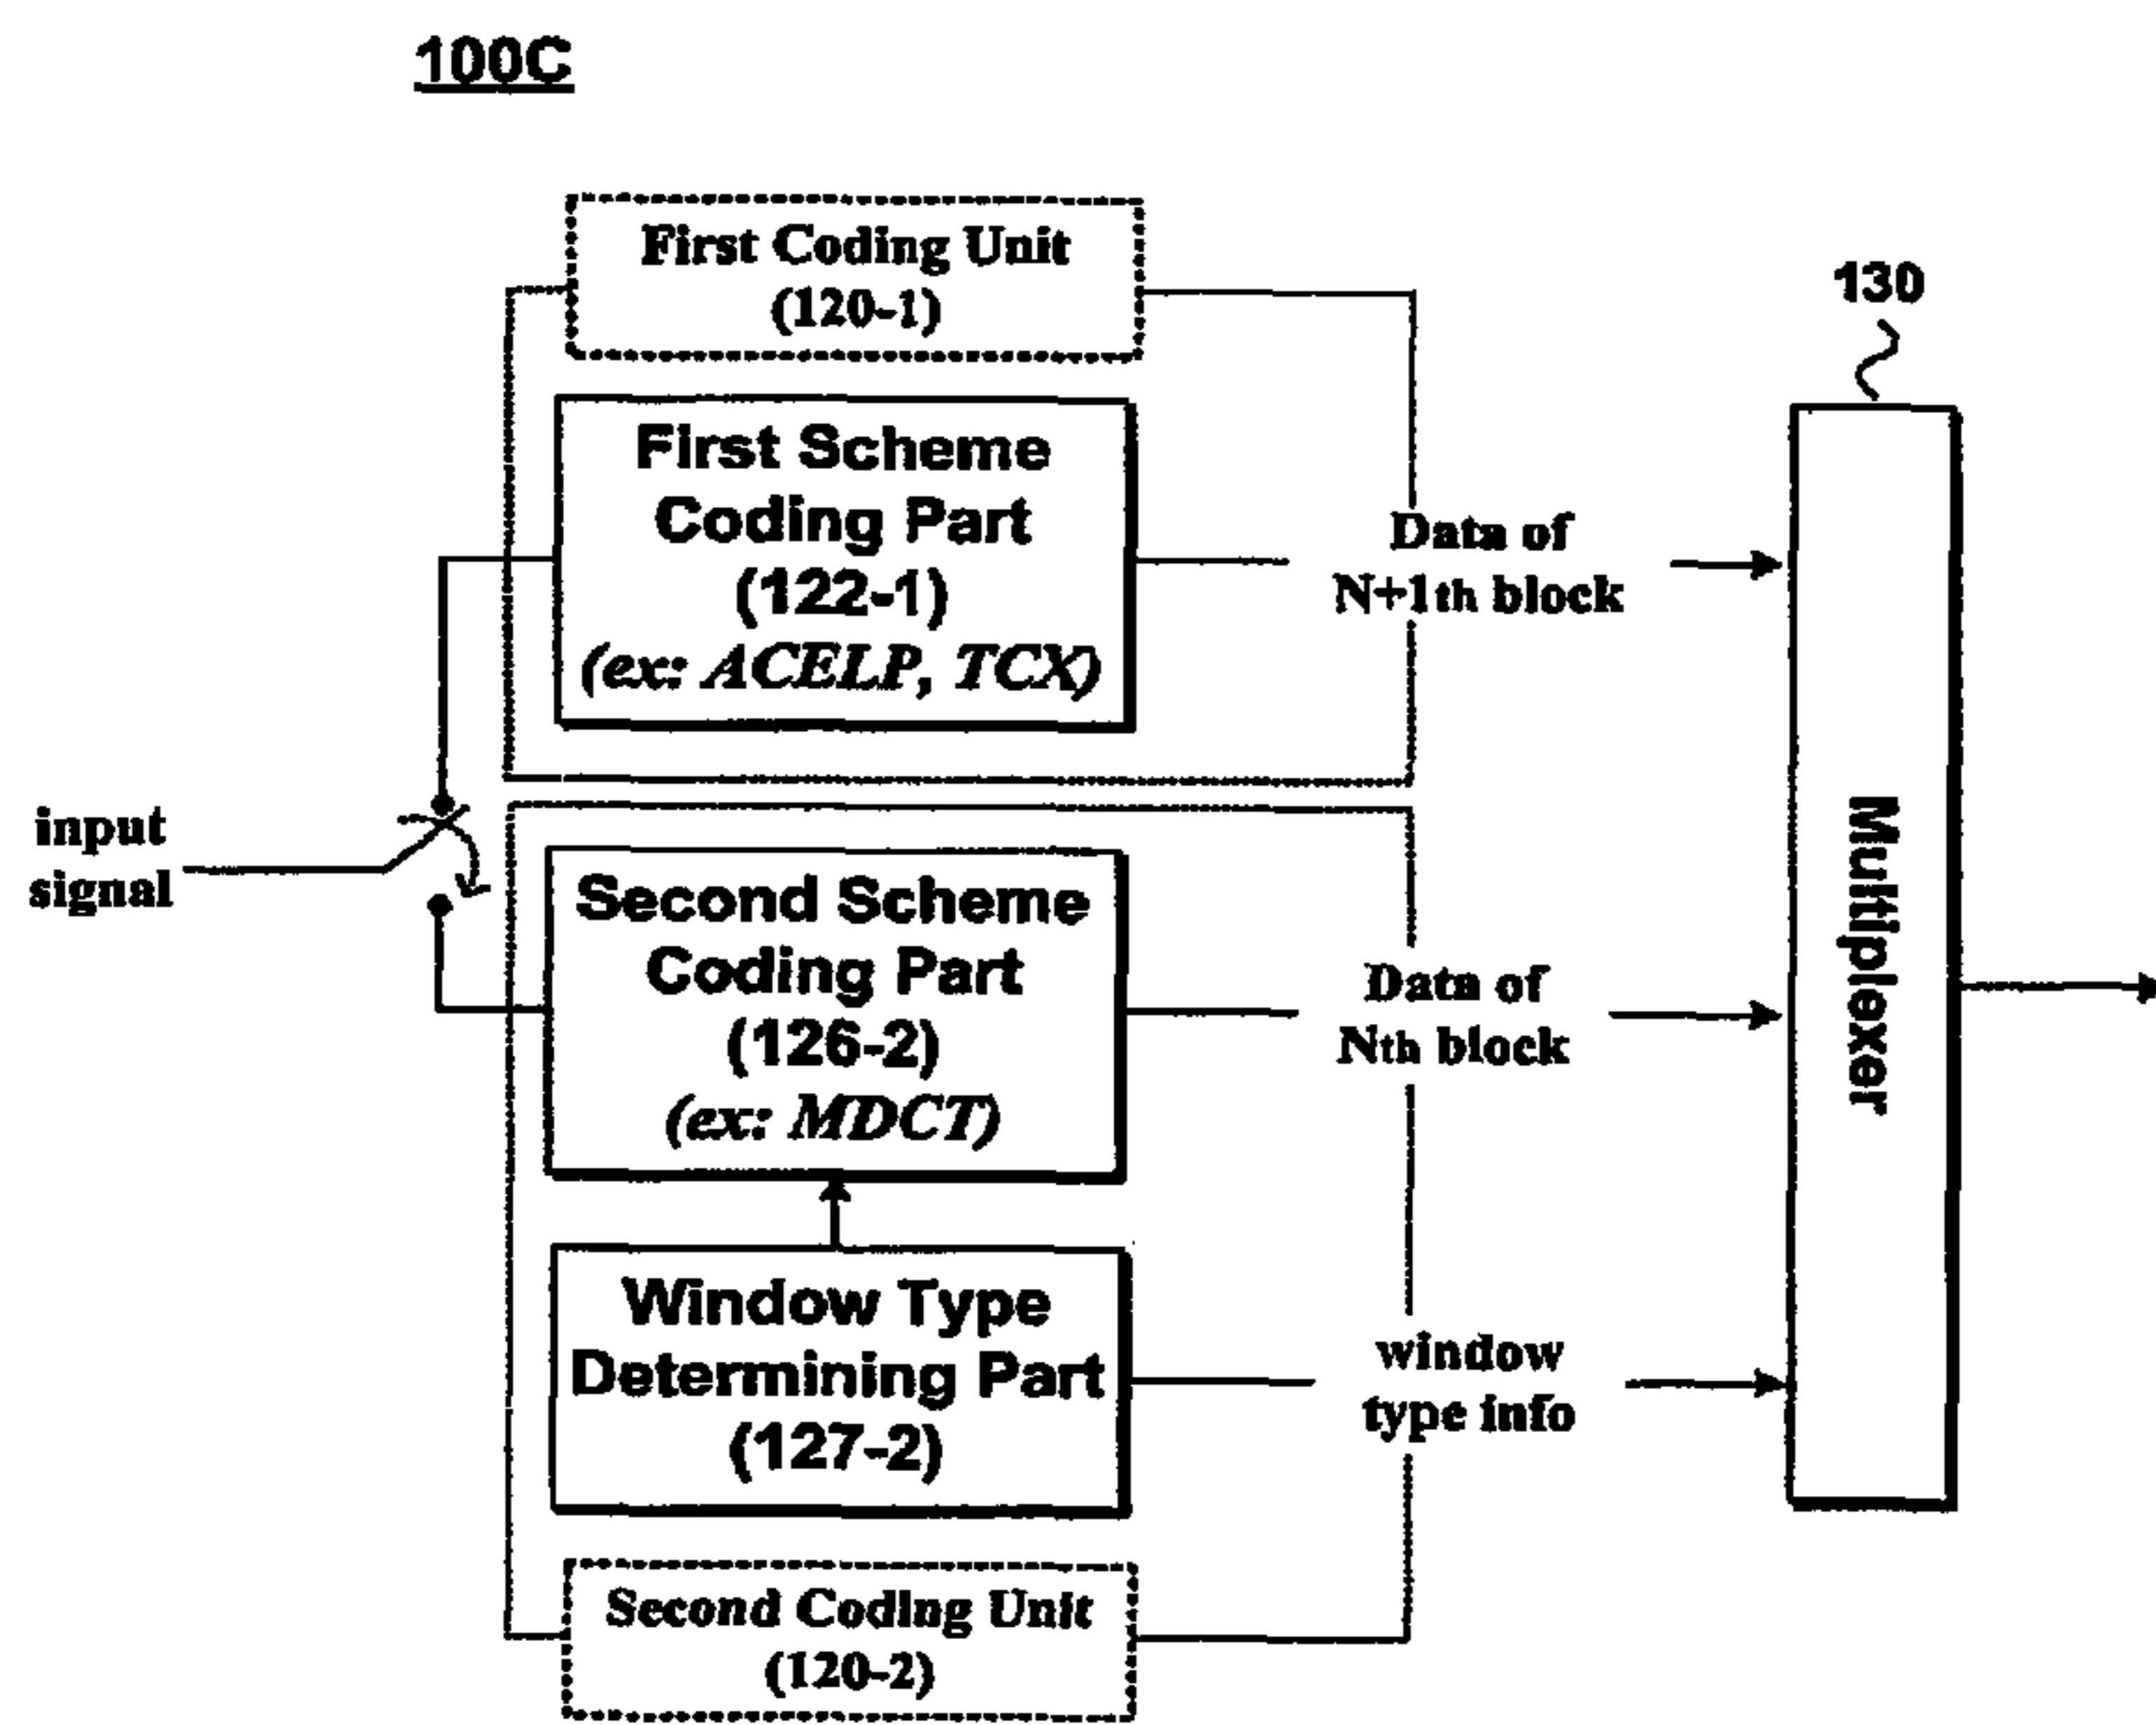 100C
First Coding Unit
(120-1)
130
First Scheme
Coding Part
(122-1)
(ex: ACELP, TCX)
Data of
N+1th block
input
signal
Second Scheme
Coding Part
(126-2)
(ex: MDCT)
Data of
Nth block
Multiplexer
Window Type
Determining Part
(127-2)
window
type info
Second Coding Unit
(120-2)